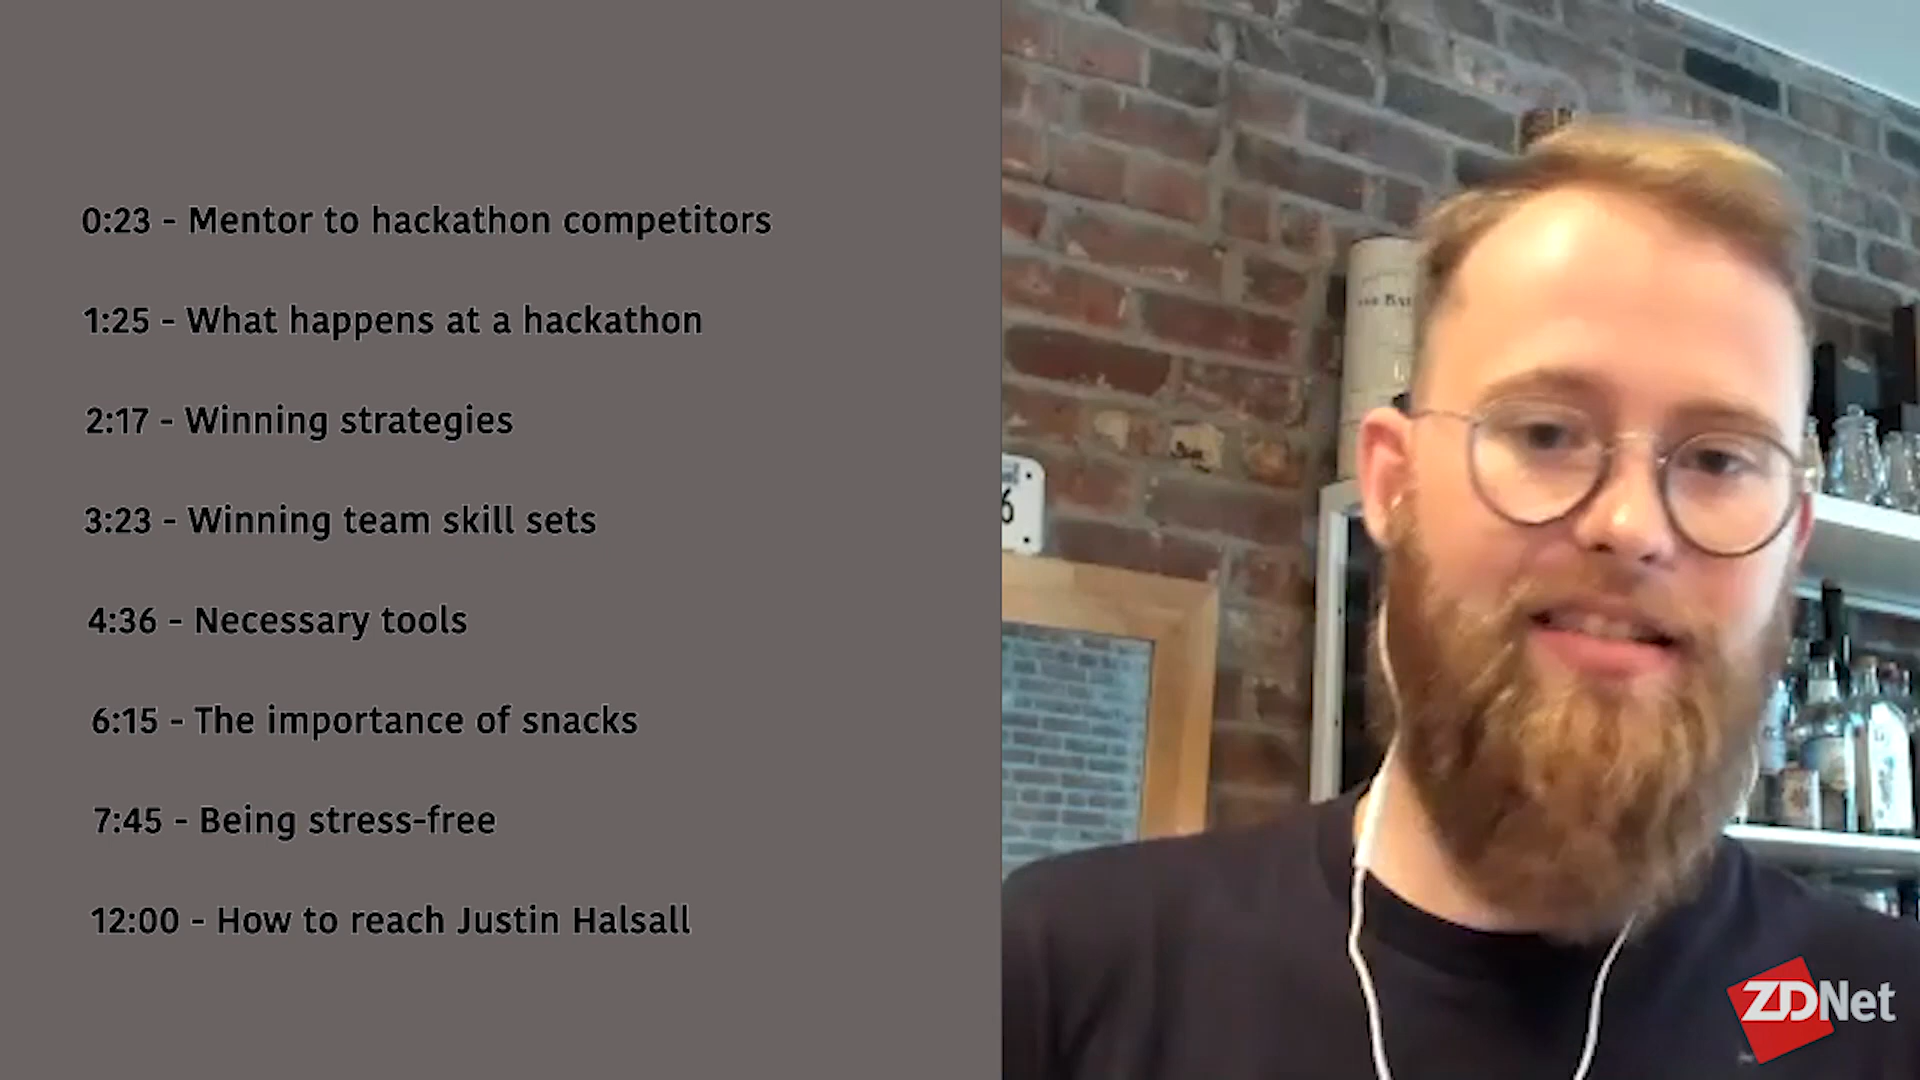 0:23 - Mentor to hackathon competitors
1:25 - What happens at a hackathon
2:17 - Winning strategies
3:23 - Winning team skill sets
4:36 - Necessary tools
6:15 - The importance of snacks
7:45 - Being stress-free
12:00 - How to reach Justin Halsall
6
ZDNet